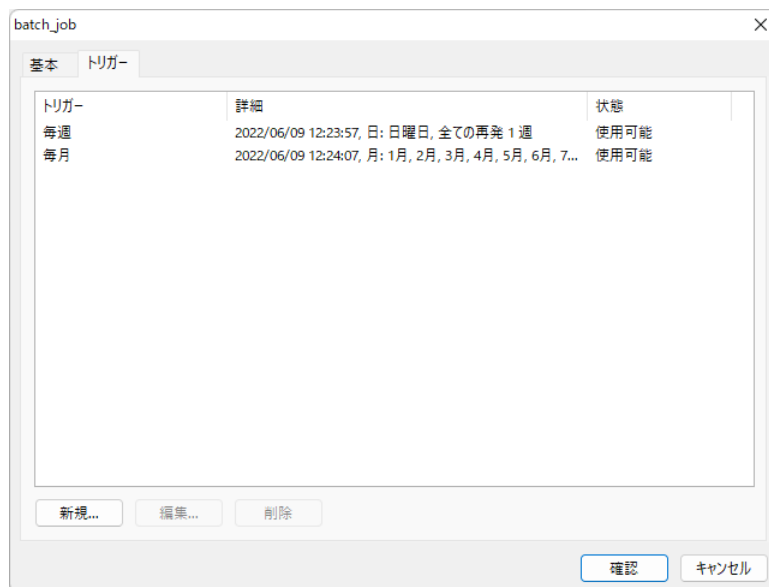 batch_job
基本 トリガー
トリガー 詳細 状態
毎週 2022/06/09 12:23:57, 日: 日曜日, 全ての再発 1 週 使用可能
毎月 2022/06/09 12:24:07, 月: 1月, 2月, 3月, 4月, 5月, 6月, 7... 使用可能
新規... 編集... 削除
確認 キャンセル